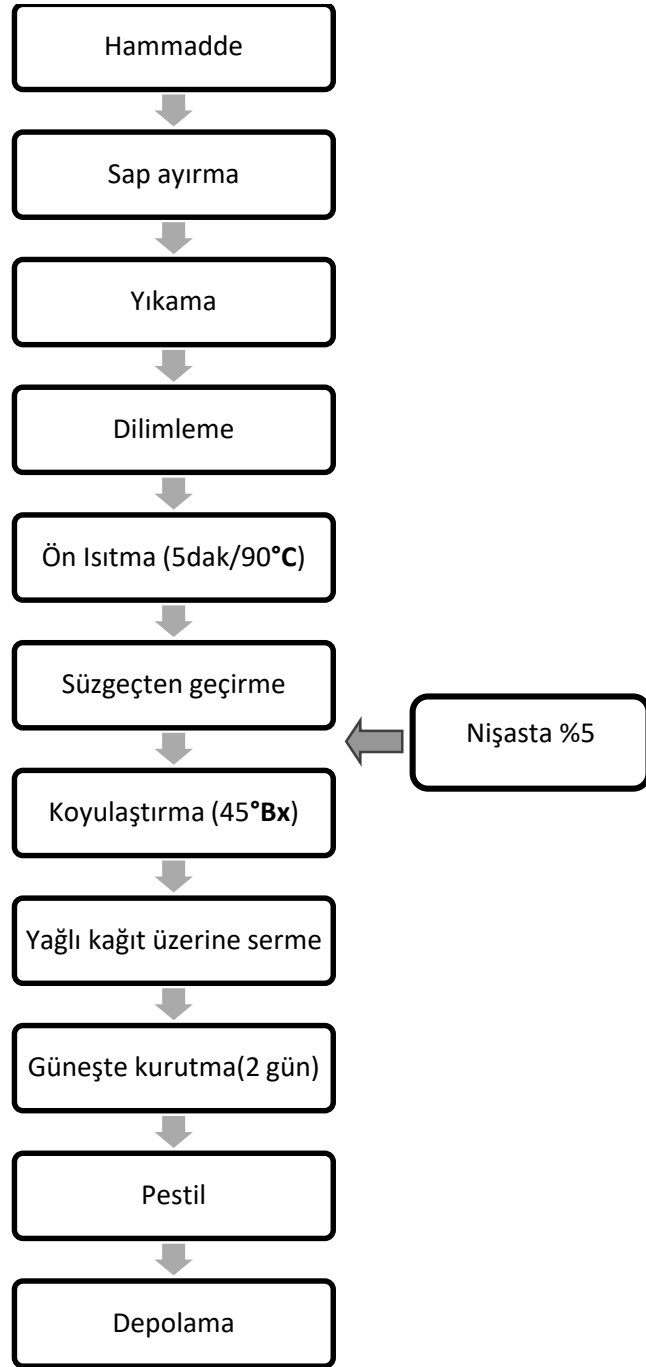 Hammadde
Sap ayırma
Yıkama
Dilimleme
Ön Isıtma (5dak/90°C)
Süzgeçten geçirme
Nişasta %5
Koyulaştırma (45°Bx)
Yağlı kağıt üzerine serme
Güneşte kurutma(2 gün)
Pestil
Depolama